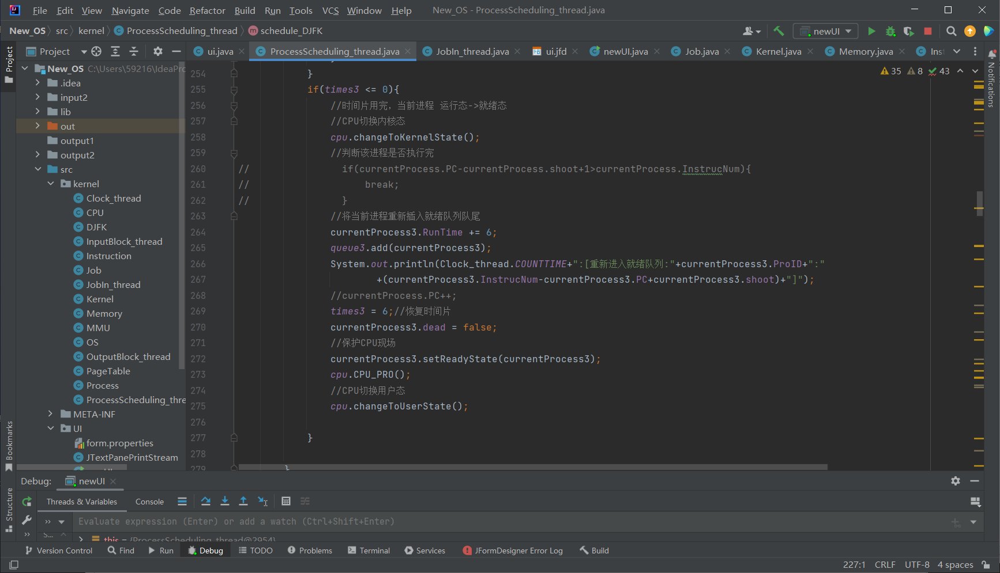 File Edit View Navigate Code Refactor Build Run Tools VCS Window Help New_OS - ProcessScheduling_thread.java
New_OS src kernel ProcessScheduling_thread schedule_DJFK newUI
Project ui.java ProcessScheduling_thread.java JobIn_thread.java ui.jfd newUI.java Job.java Kernel.java Memory.java Ins
Project
Notifications
Bookmarks
Structure
New_OS C:\Users\59216\IdeaPro
.idea
input2
lib
out
output1
output2
src
kernel
Clock_thread
CPU
DJFK
InputBlock_thread
Instruction
Job
JobIn_thread
Kernel
Memory
MMU
OS
OutputBlock_thread
PageTable
Process
ProcessScheduling_thre
META-INF
UI
form.properties
JTextPanePrintStream
35 8 43
254 }
255 if(times3 <= 0){
256 //时间片用完，当前进程 运行态->就绪态
257 //CPU切换内核态
258 cpu.changeToKernelState();
259 //判断该进程是否执行完
260 // if(currentProcess.PC-currentProcess.shoot+1>currentProcess.InstrucNum){
261 // break;
262 // }
263 //将当前进程重新插入就绪队列队尾
264 currentProcess3.RunTime += 6;
265 queue3.add(currentProcess3);
266 System.out.println(Clock_thread.COUNTTIME+":[重新进入就绪队列:"+currentProcess3.ProID+":"
267 +(currentProcess3.InstrucNum-currentProcess3.PC+currentProcess3.shoot)+"]");
268 //currentProcess.PC++;
269 times3 = 6;//恢复时间片
270 currentProcess3.dead = false;
271 //保护CPU现场
272 currentProcess3.setReadyState(currentProcess3);
273 cpu.CPU_PRO();
274 //CPU切换用户态
275 cpu.changeToUserState();
276
277 }
278
279 }
Debug: newUI
Threads & Variables Console
Evaluate expression (Enter) or add a watch (Ctrl+Shift+Enter)
S... this = {ProcessScheduling_thread@2954}
Version Control Find Run Debug TODO Problems Terminal Services JFormDesigner Error Log Build
227:1 CRLF UTF-8 4 spaces